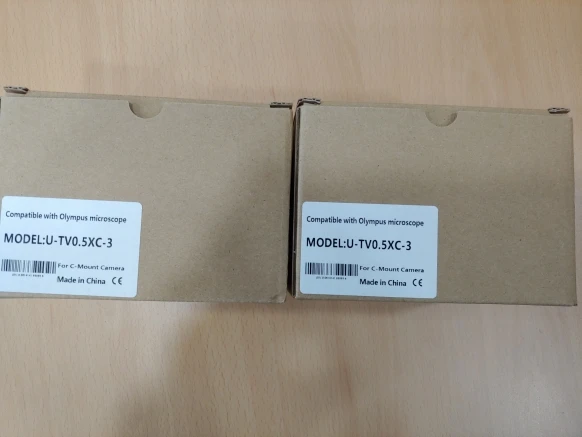 Compatible with Olympus microscope
MODEL:U-TV0.5XC-3
For C-Mount Camera
Made in China CE
Compatible with Olympus microscope
MODEL:U-TV0.5XC-3
For C-Mount Camera
Made in China CE